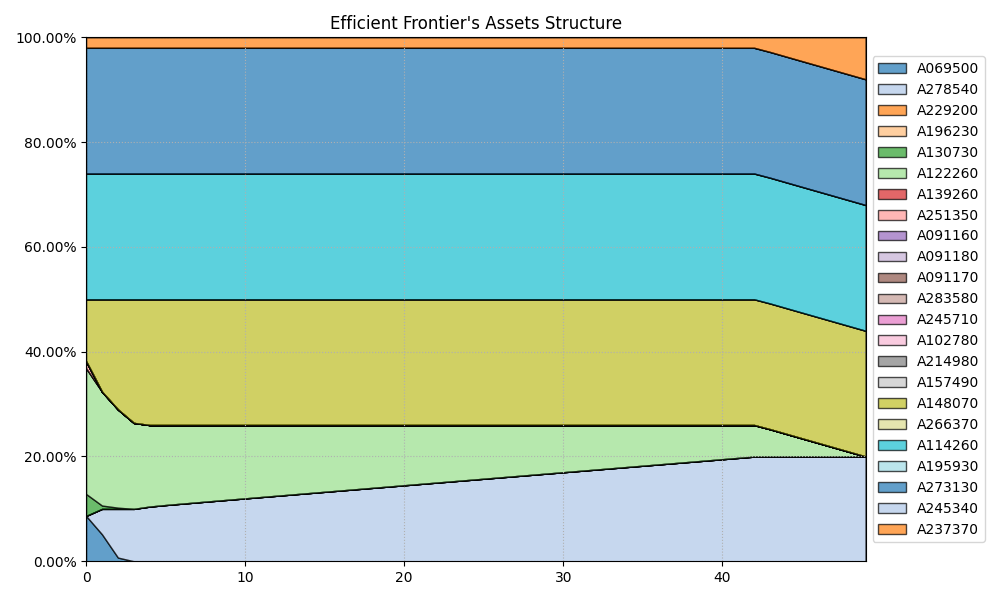 Efficient Frontier's Assets Structure
100.00%
80.00%
60.00%
40.00%
20.00%
0.00%
0
10
20
30
40
A069500
A278540
A229200
A196230
A130730
A122260
A139260
A251350
A091160
A091180
A091170
A283580
A245710
A102780
A214980
A157490
A148070
A266370
A114260
A195930
A273130
A245340
A237370